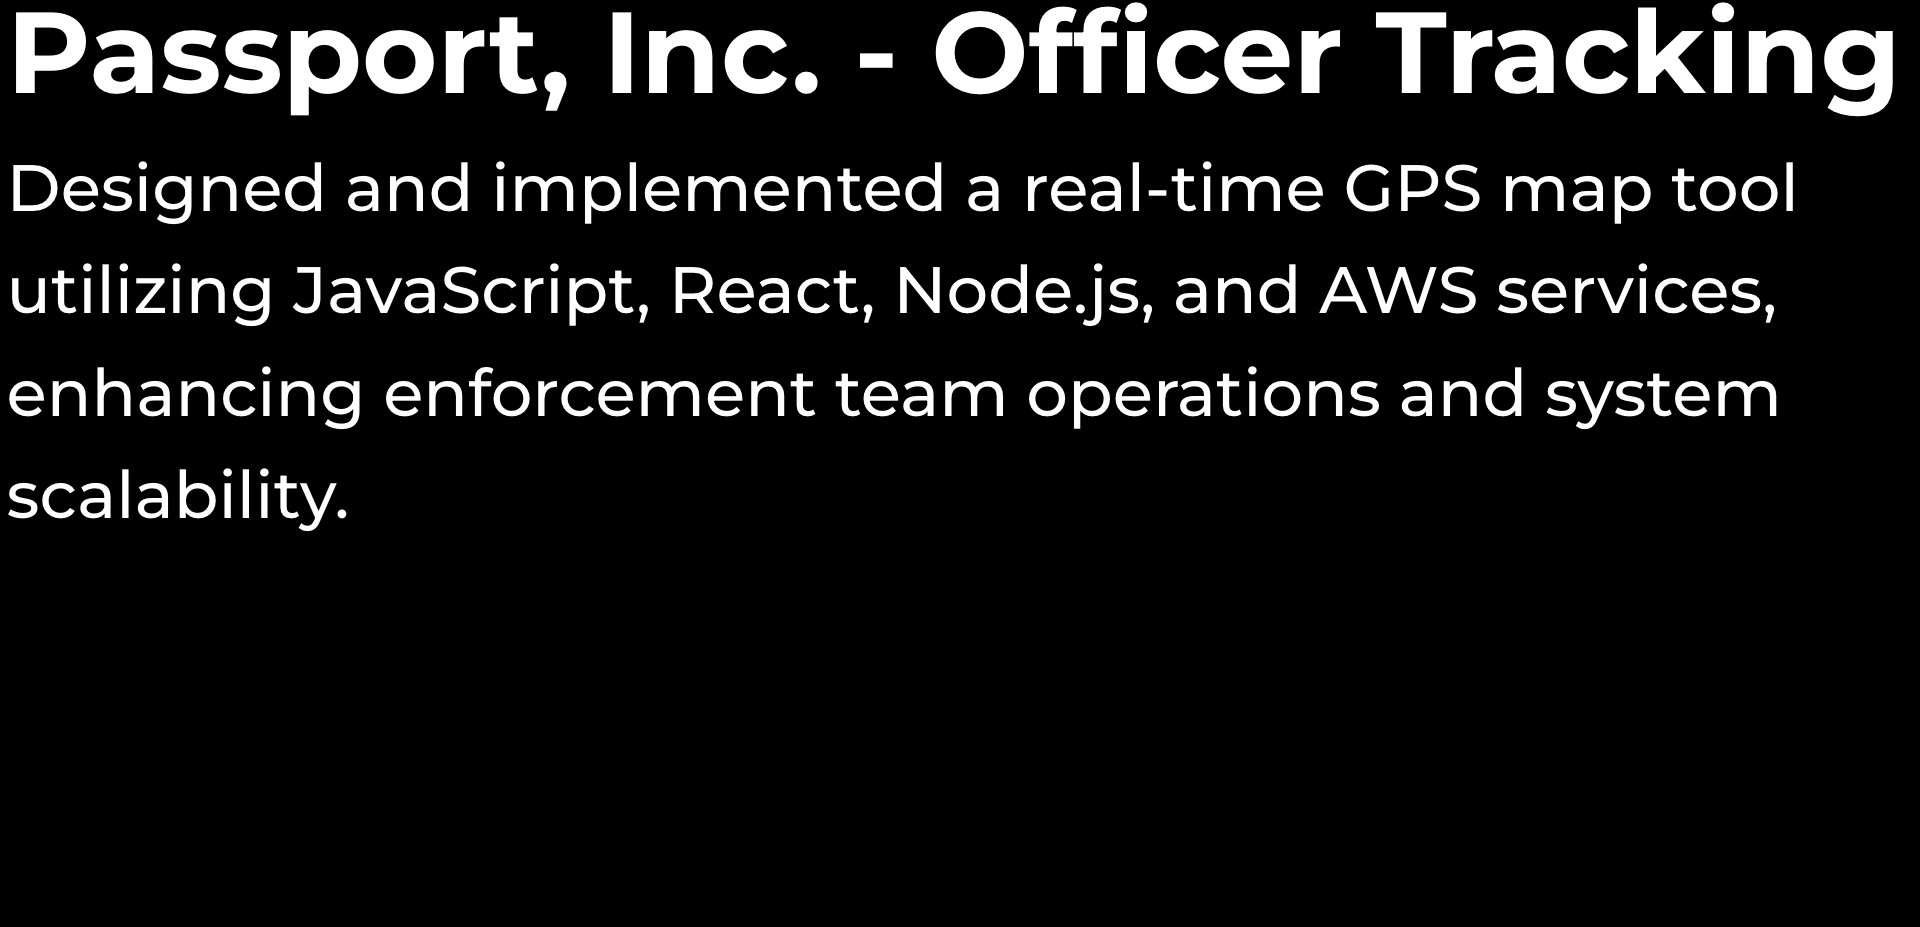 Passport, Inc. - Officer Tracking
Designed and implemented a real-time GPS map tool
utilizing JavaScript, React, Node.js, and AWS services,
enhancing enforcement team operations and system
scalability.